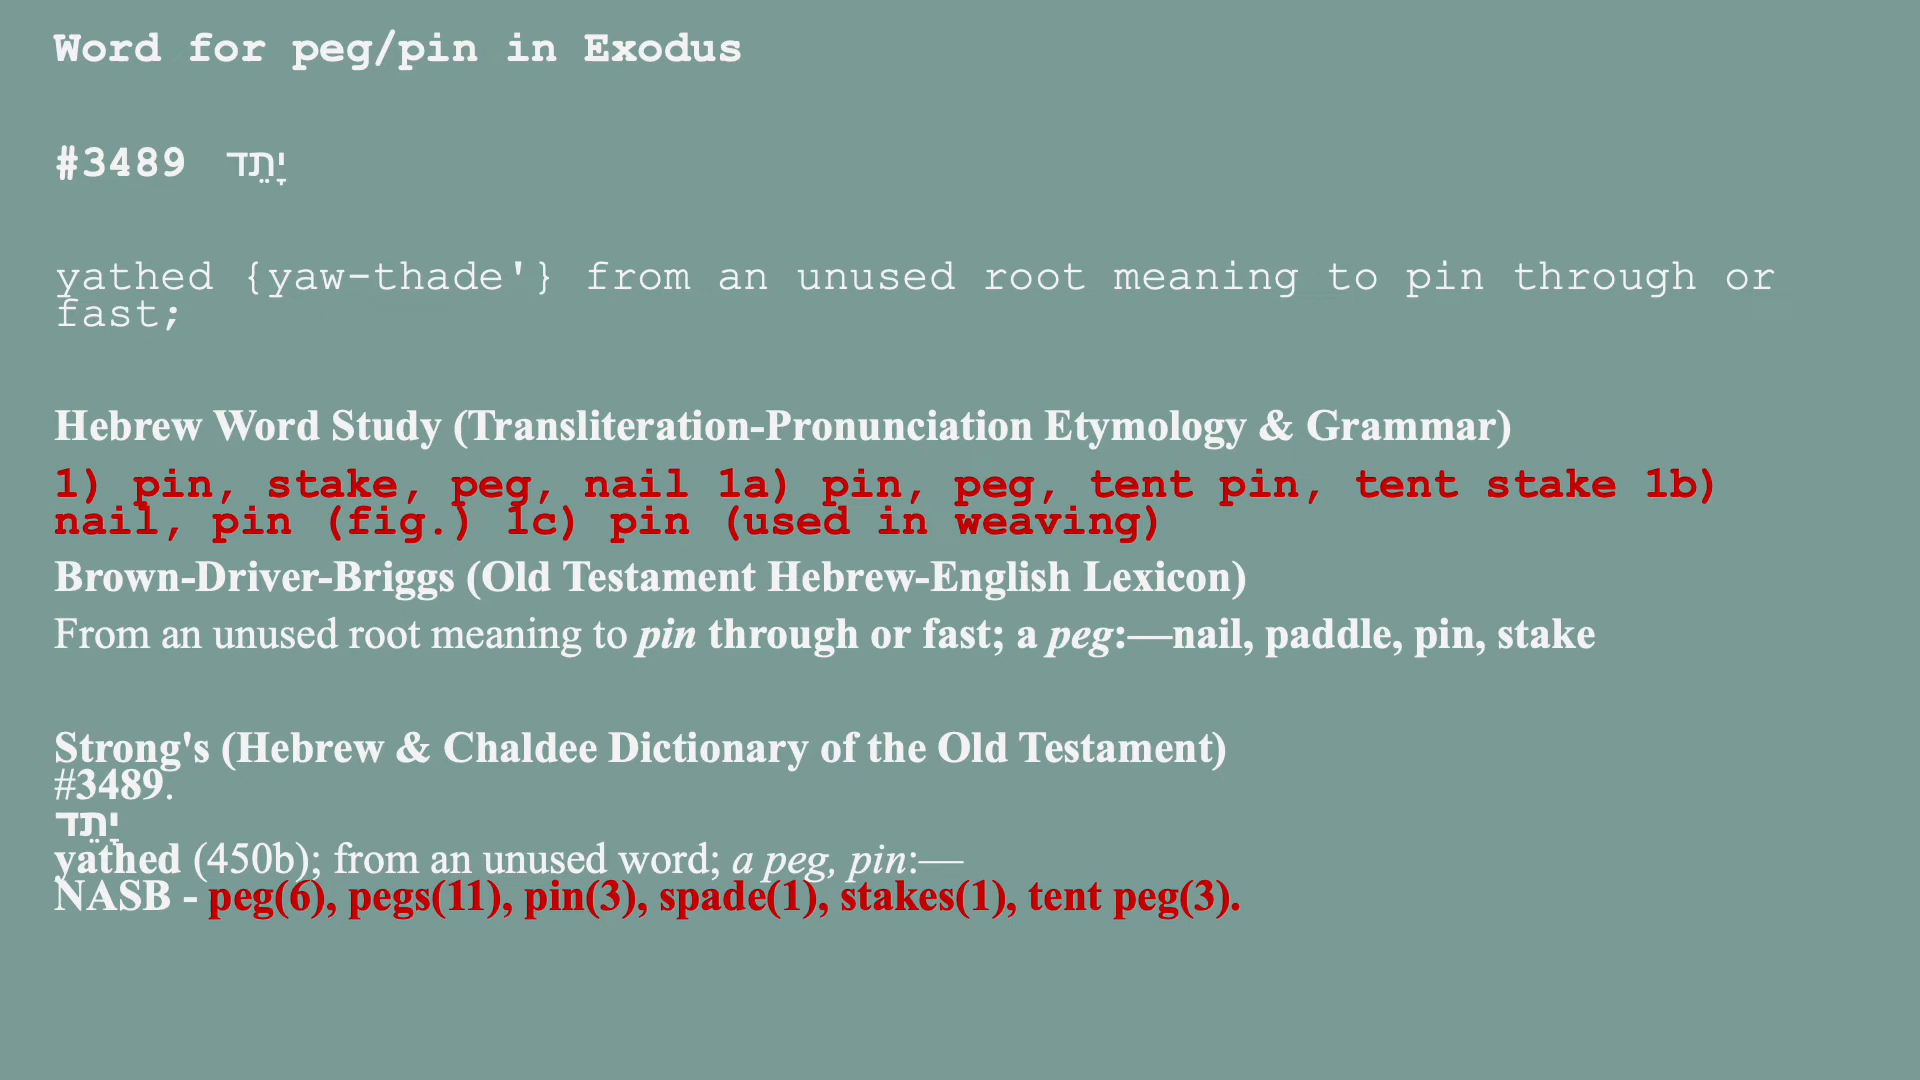 Word for peg/pin in Exodus
#3489 יָתֵד
yathed {yaw-thade'} from an unused root meaning to pin through or
fast;
Hebrew Word Study (Transliteration-Pronunciation Etymology & Grammar)
1) pin, stake, peg, nail 1a) pin, peg, tent pin, tent stake 1b)
nail, pin (fig.) 1c) pin (used in weaving)
Brown-Driver-Briggs (Old Testament Hebrew-English Lexicon)
From an unused root meaning to pin through or fast; a peg:—nail, paddle, pin, stake
Strong's (Hebrew & Chaldee Dictionary of the Old Testament)
#3489.
יָתֵד
yathed (450b); from an unused word; a peg, pin:—
NASB - peg(6), pegs(11), pin(3), spade(1), stakes(1), tent peg(3).